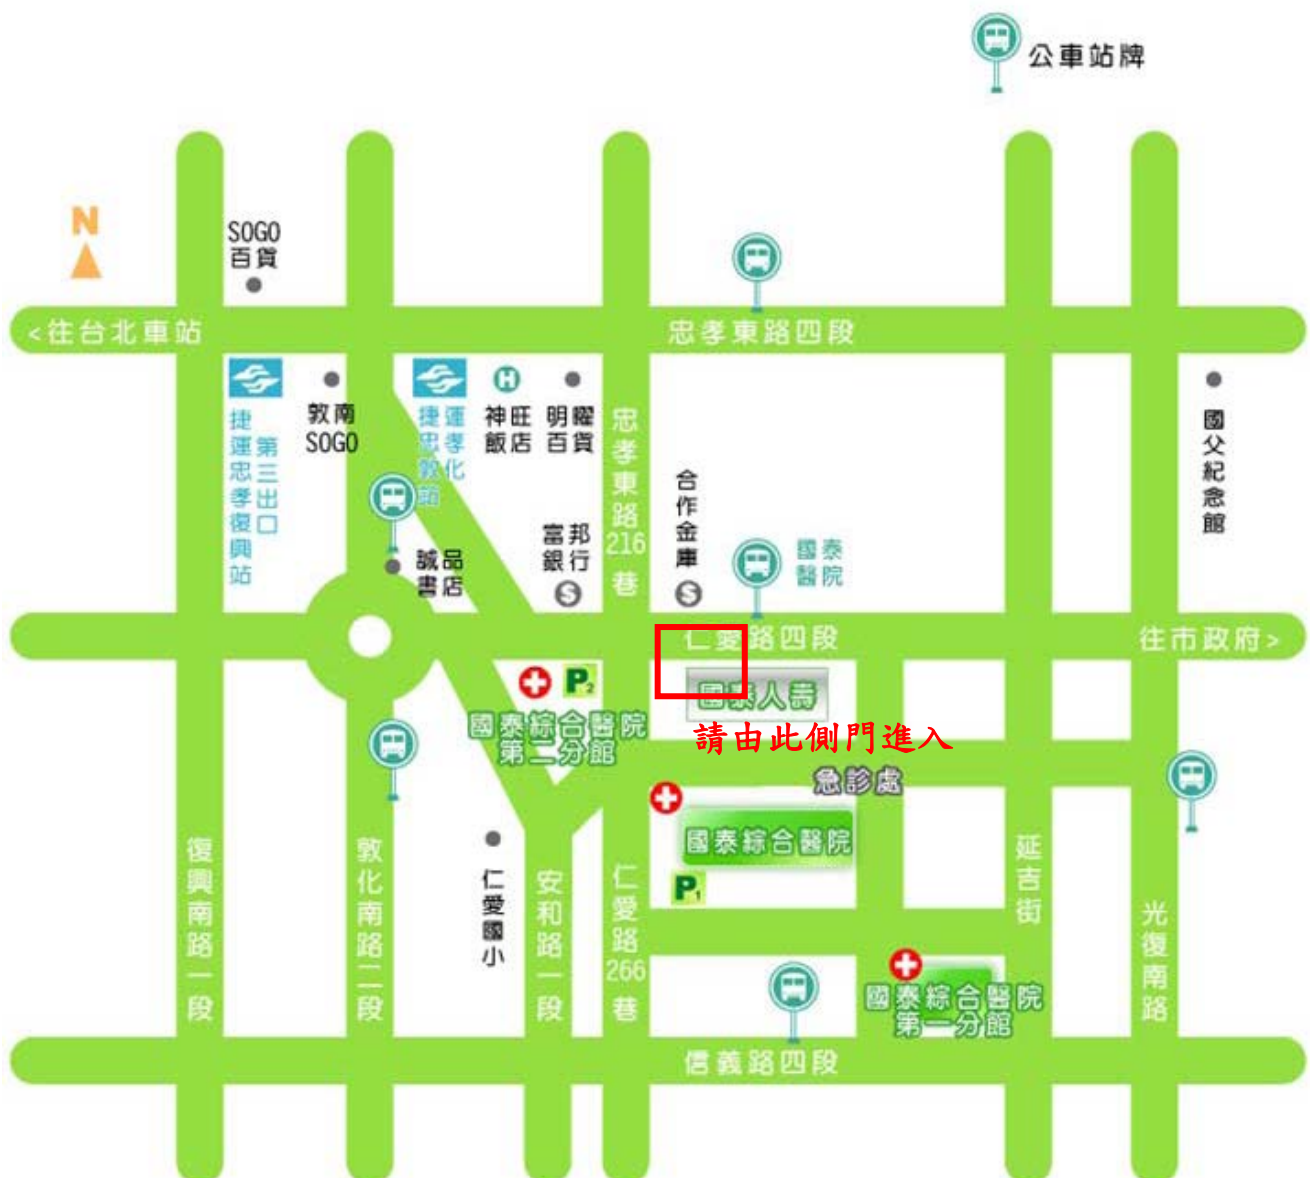 公車站牌
N
SOGO
百貨
<往台北車站
忠孝東路四段
捷運忠孝復興站
第三出口
敦南
SOGO
捷運
忠孝
敦化
站
H
神旺
飯店
明曜
百貨
忠孝東路216巷
合作金庫
國父紀念館
誠品
書店
富邦
銀行
S
S
國泰
醫院
仁愛路四段
往市政府>
P2
國泰人壽
國泰綜合醫院
第二分館
請由此側門進入
急診處
國泰綜合醫院
P1
復興南路一段
敦化南路二段
仁愛國小
安和路一段
仁愛路266巷
延吉街
光復南路
國泰綜合醫院
第一分館
信義路四段